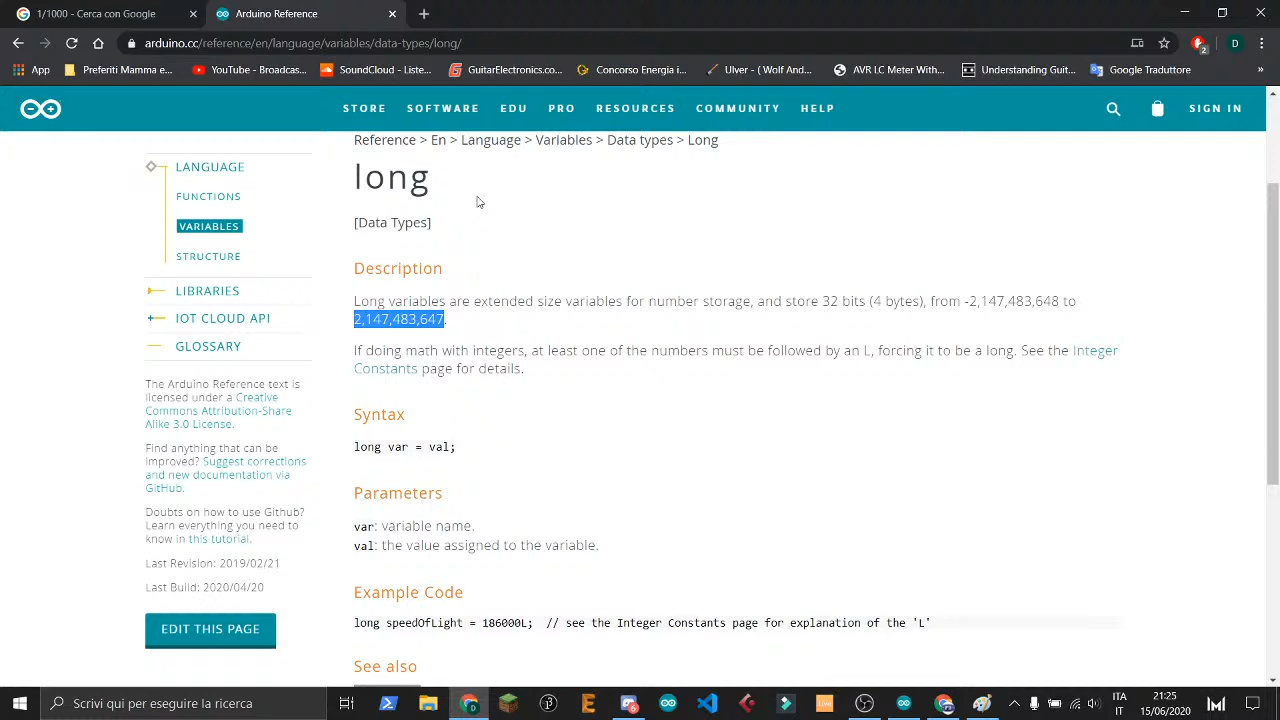 1/1000 - Cerca con Google
Arduino Reference
arduino.cc/reference/en/language/variables/data-types/long/
2
D
App
Preferiti Mamma e...
YouTube - Broadcas...
SoundCloud - Liste...
GuitarElectronics.co...
Concorso Energia i...
Ulver - ( Wolf And...
AVR LC Meter With...
Understanding Guit...
Google Traduttore
»
STORE SOFTWARE EDU PRO RESOURCES COMMUNITY HELP
SIGN IN
LANGUAGE
FUNCTIONS
VARIABLES
STRUCTURE
LIBRARIES
IOT CLOUD API
GLOSSARY
The Arduino Reference text is
licensed under a Creative
Commons Attribution-Share
Alike 3.0 License.
Find anything that can be
improved? Suggest corrections
and new documentation via
GitHub.
Doubts on how to use Github?
Learn everything you need to
know in this tutorial.
Last Revision: 2019/02/21
Last Build: 2020/04/20
EDIT THIS PAGE
Reference > En > Language > Variables > Data types > Long
long
[Data Types]
Description
Long variables are extended size variables for number storage, and store 32 bits (4 bytes), from -2,147,483,648 to
2,147,483,647.
If doing math with integers, at least one of the numbers must be followed by an L, forcing it to be a long. See the Integer
Constants page for details.
Syntax
long var = val;
Parameters
var: variable name.
val: the value assigned to the variable.
Example Code
long speedOfLight = 186000L; // see the Integer Constants page for explanation of the 'L'
See also
Scrivi qui per eseguire la ricerca
6
live
ITA
IT
21:25
15/06/2020